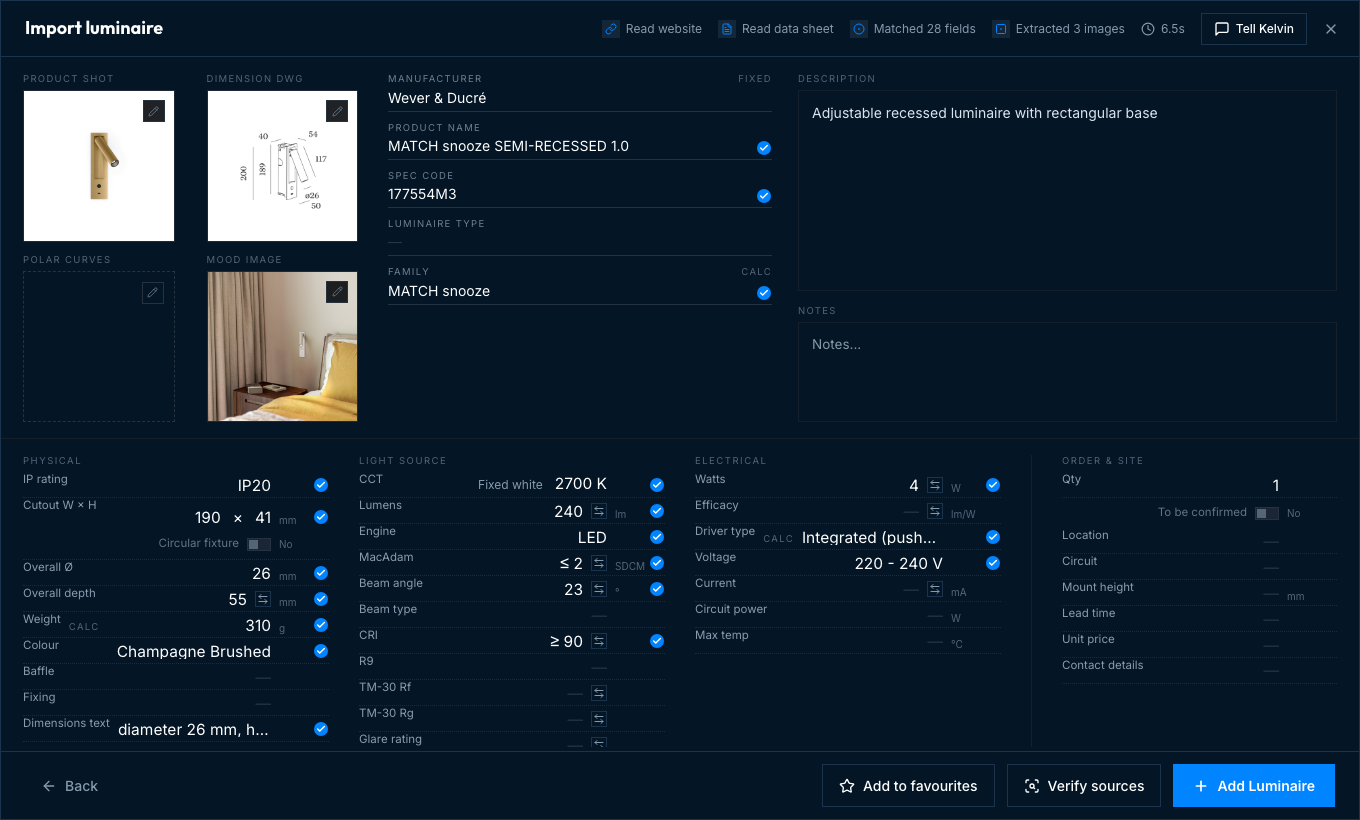 Import luminaire
Read website
Read data sheet
Matched 28 fields
Extracted 3 images
6.5s
Tell Kelvin
PRODUCT SHOT
DIMENSION DWG
40
54
117
200
189
ø26
50
POLAR CURVES
MOOD IMAGE
MANUFACTURER
FIXED
Wever & Ducré
PRODUCT NAME
MATCH snooze SEMI-RECESSED 1.0
SPEC CODE
177554M3
LUMINAIRE TYPE
—
FAMILY
CALC
MATCH snooze
DESCRIPTION
Adjustable recessed luminaire with rectangular base
NOTES
Notes...
PHYSICAL
IP rating
IP20
Cutout W × H
190 × 41 mm
Circular fixture No
Overall Ø
26 mm
Overall depth
55 mm
Weight CALC
310 g
Colour
Champagne Brushed
Baffle
—
Fixing
—
Dimensions text
diameter 26 mm, h...
LIGHT SOURCE
CCT
Fixed white 2700 K
Lumens
240 lm
Engine
LED
MacAdam
≤ 2 SDCM
Beam angle
23 °
Beam type
—
CRI
≥ 90
R9
—
TM-30 Rf
—
TM-30 Rg
—
Glare rating
—
ELECTRICAL
Watts
4 W
Efficacy
— lm/W
Driver type CALC
Integrated (push...
Voltage
220 - 240 V
Current
— mA
Circuit power
— W
Max temp
— °C
ORDER & SITE
Qty
1
To be confirmed No
Location
—
Circuit
—
Mount height
— mm
Lead time
—
Unit price
—
Contact details
—
Back
Add to favourites
Verify sources
Add Luminaire